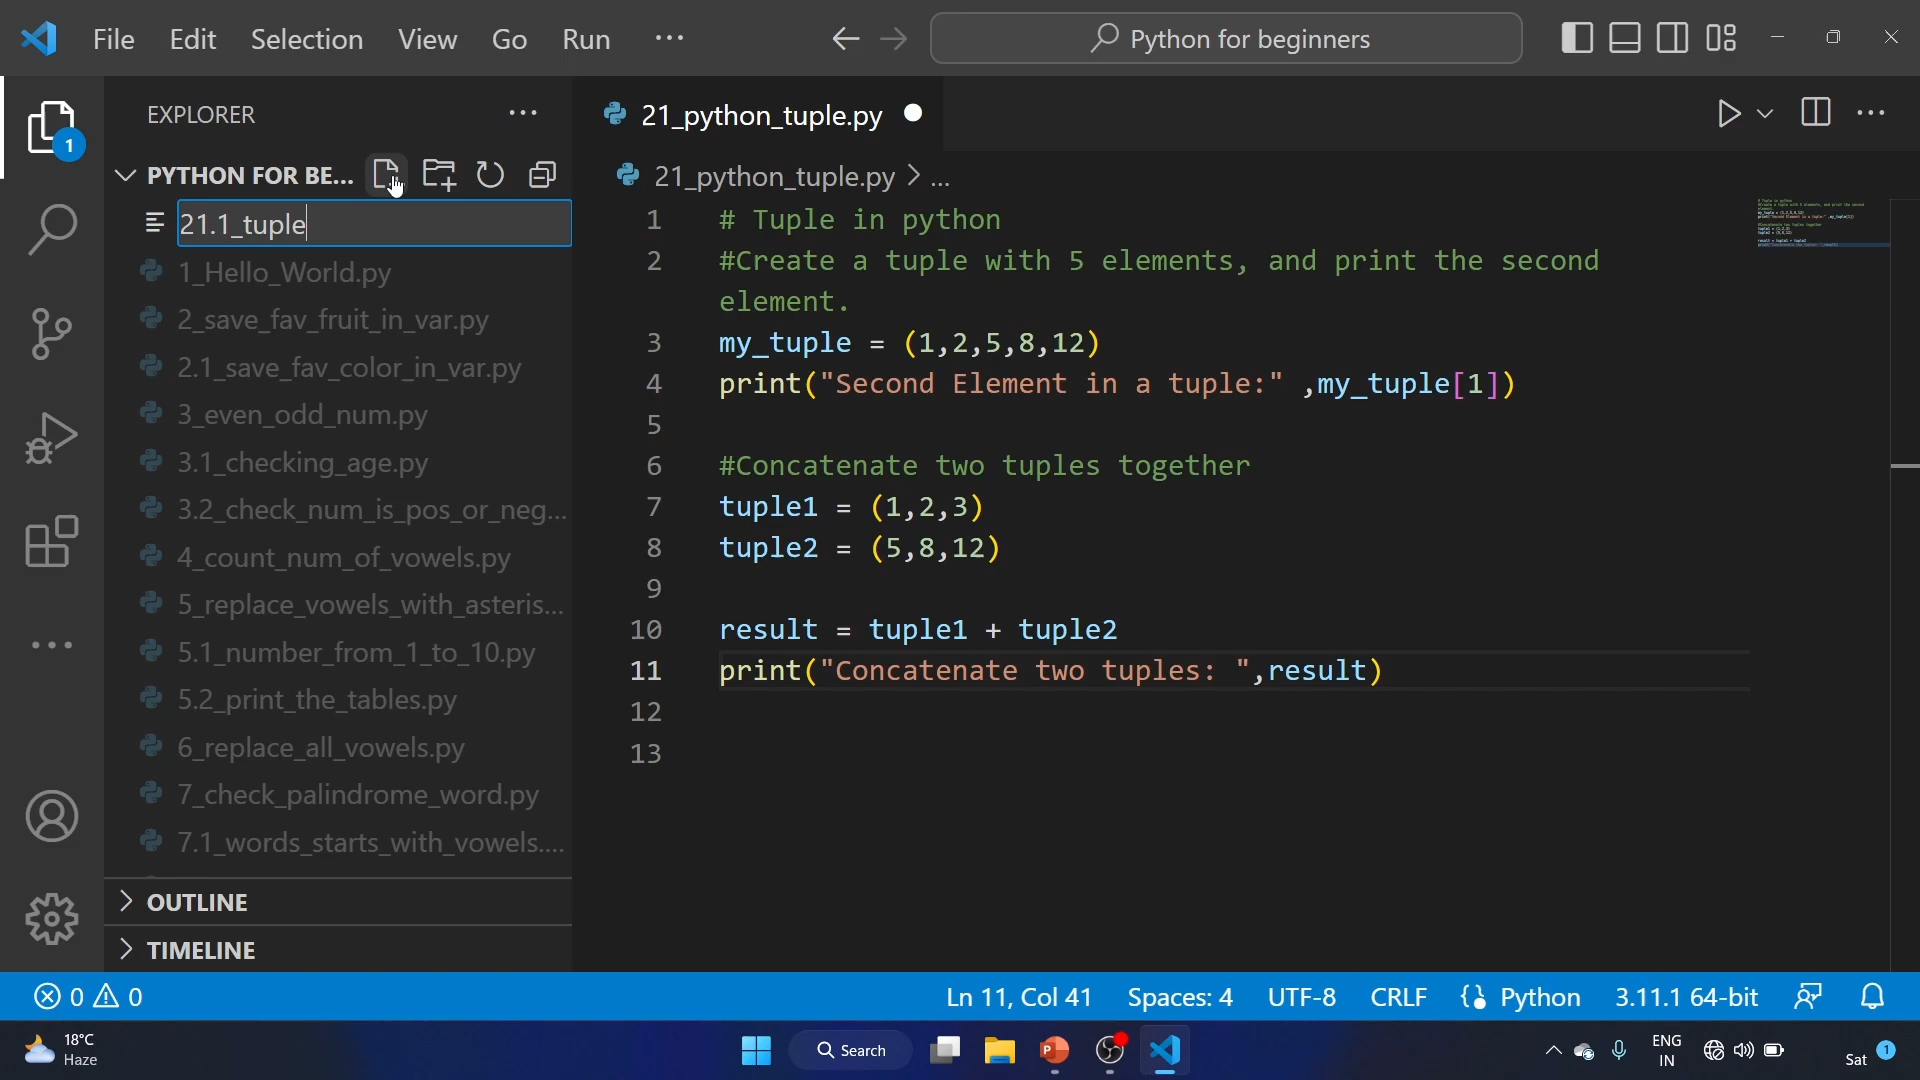 File Edit Selection View Go Run ... Python for beginners
EXPLORER ...
21_python_tuple.py
PYTHON FOR BE...
21_python_tuple.py > ...
21.1_tuple
1_Hello_World.py
2_save_fav_fruit_in_var.py
2.1_save_fav_color_in_var.py
3_even_odd_num.py
3.1_checking_age.py
3.2_check_num_is_pos_or_neg...
4_count_num_of_vowels.py
5_replace_vowels_with_asteris...
5.1_number_from_1_to_10.py
5.2_print_the_tables.py
6_replace_all_vowels.py
7_check_palindrome_word.py
7.1_words_starts_with_vowels....
OUTLINE
TIMELINE
1 # Tuple in python
2 #Create a tuple with 5 elements, and print the second
element.
3 my_tuple = (1,2,5,8,12)
4 print("Second Element in a tuple:" ,my_tuple[1])
5
6 #Concatenate two tuples together
7 tuple1 = (1,2,3)
8 tuple2 = (5,8,12)
9
10 result = tuple1 + tuple2
11 print("Concatenate two tuples: ",result)
12
13
1
0 0 Ln 11, Col 41 Spaces: 4 UTF-8 CRLF Python 3.11.1 64-bit
18°C
Haze
Search
ENG
IN
Sat 1